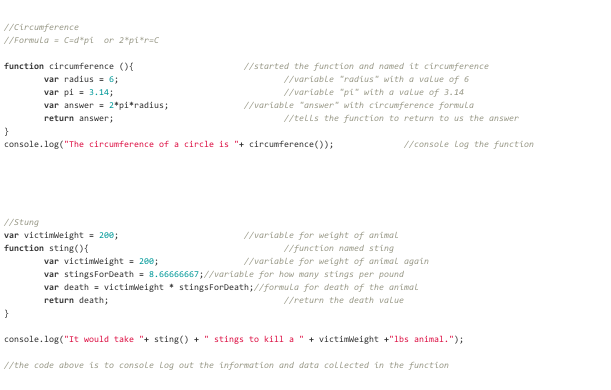 //Circumference
//Formula = C=d*pi  or 2*pi*r=C
function circumference (){ //started the function and named it circumference
var radius = 6; //variable "radius" with a value of 6
var pi = 3.14; //variable "pi" with a value of 3.14
var answer = 2*pi*radius; //variable "answer" with circumference formula
return answer; //tells the function to return to us the answer
}
console.log("The circumference of a circle is "+ circumference()); //console log the function
//Stung
var victimWeight = 200; //variable for weight of animal
function sting(){ //function named sting
var victimWeight = 200; //variable for weight of animal again
var stingsForDeath = 8.66666667;//variable for how many stings per pound
var death = victimWeight * stingsForDeath;//formula for death of the animal
return death; //return the death value
}
console.log("It would take "+ sting() + " stings to kill a " + victimWeight +"lbs animal.");
//the code above is to console log out the information and data collected in the function